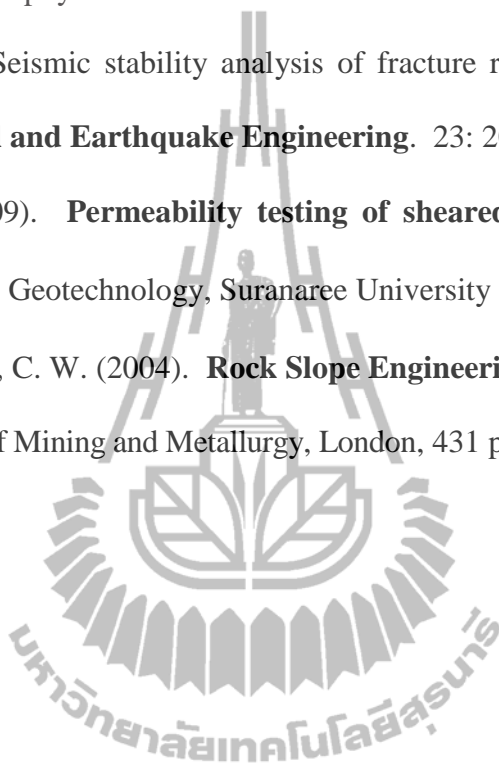 Seismic stability analysis of fracture r
and Earthquake Engineering. 23: 2
09). Permeability testing of sheared
Geotechnology, Suranaree University
, C. W. (2004). Rock Slope Engineeri
f Mining and Metallurgy, London, 431 p
มหาวิทยาลัยเทคโนโลยีสุรนารี